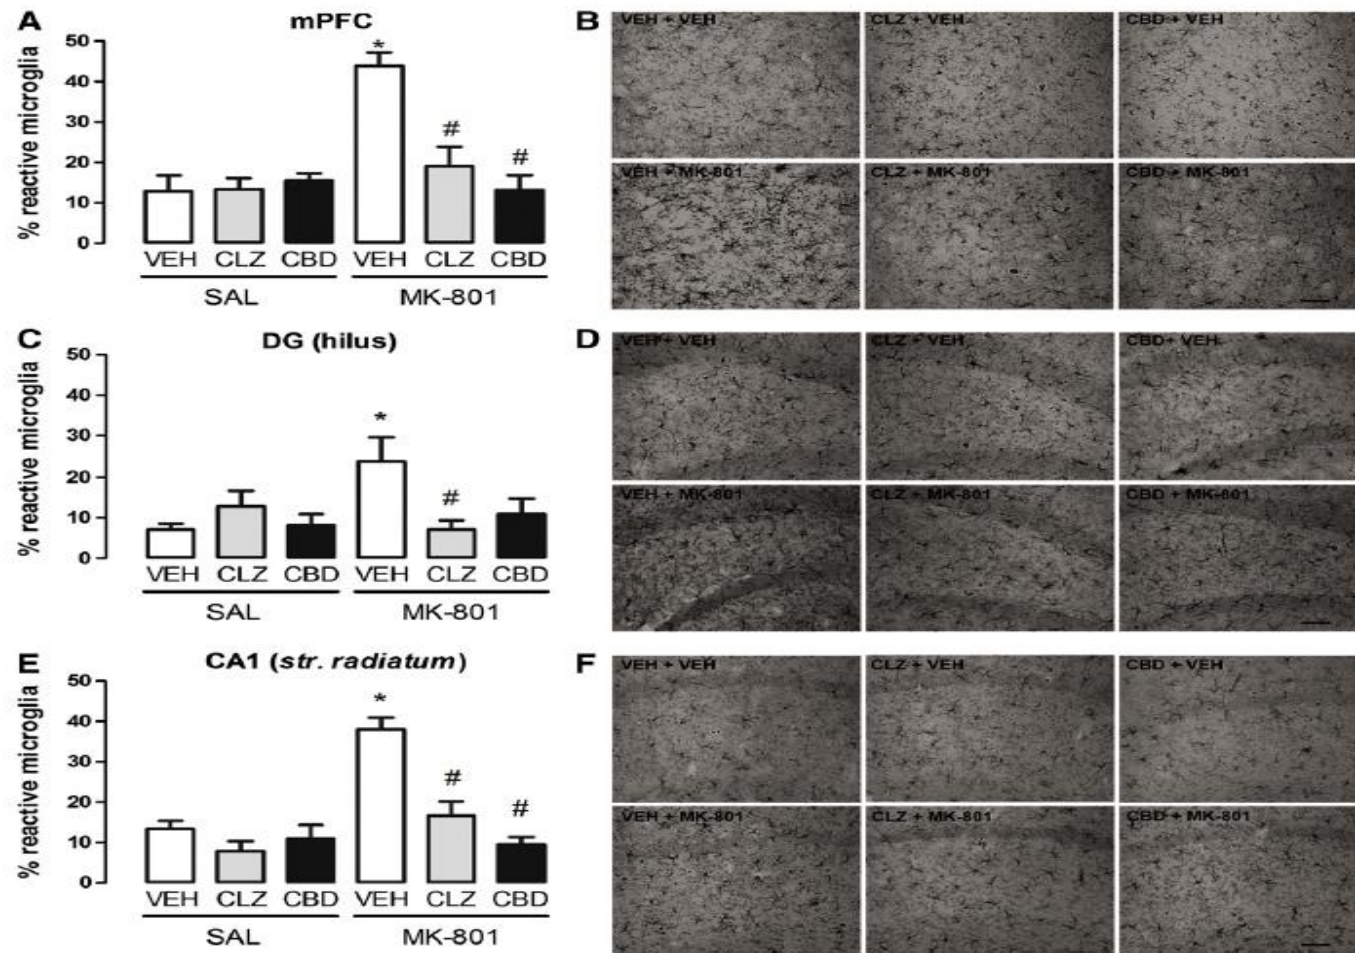 A
mPFC
*
50
40
30
20
10
0
% reactive microglia
#
#
VEH CLZ CBD VEH CLZ CBD
SAL MK-801
B
VEH + VEH CLZ + VEH CBD + VEH
VEH + MK-801 CLZ + MK-801 CBD + MK-801
C
DG (hilus)
50
40
30
20
10
0
% reactive microglia
*
#
VEH CLZ CBD VEH CLZ CBD
SAL MK-801
D
VEH + VEH CLZ + VEH CBD+ VEH
VEH + MK-801 CLZ + MK-801 CBD + MK-801
E
CA1 (str. radiatum)
50
40
30
20
10
0
% reactive microglia
*
#
#
VEH CLZ CBD VEH CLZ CBD
SAL MK-801
F
VEH + VEH CLZ + VEH CBD + VEH
VEH + MK-801 CLZ + MK-801 CBD + MK-801